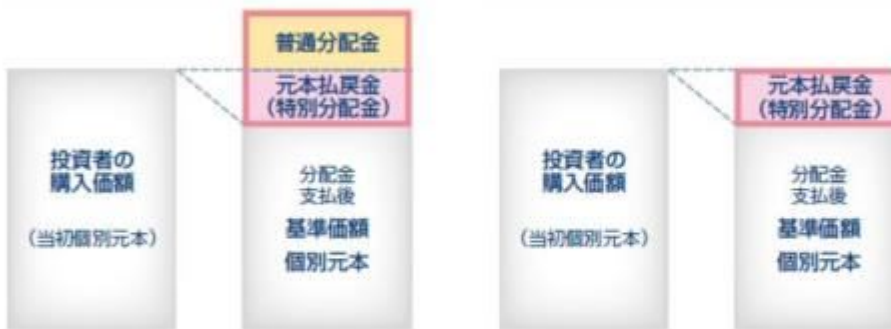 普通分配金
元本払戻金
(特別分配金)
投資者の
購入価額
(当初個別元本)
分配金
支払後
基準価額
個別元本
元本払戻金
(特別分配金)
投資者の
購入価額
(当初個別元本)
分配金
支払後
基準価額
個別元本